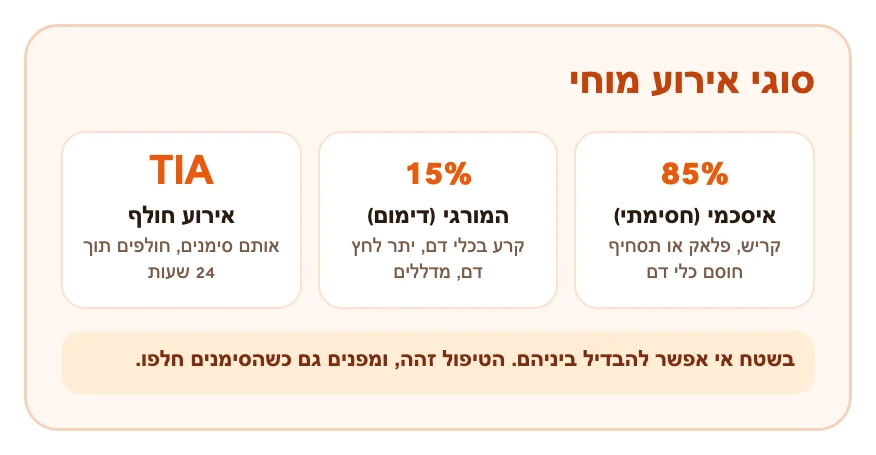 סוגי אירוע מוחי
85%
איסכמי (חסימתי)
קריש, פלאק או תסחיף
חוסם כלי דם
15%
המורגי (דימום)
קרע בכלי דם, יתר לחץ
דם, מדללים
TIA
אירוע חולף
אותם סימנים, חולפים תוך
24 שעות
בשטח אי אפשר להבדיל ביניהם. הטיפול זהה, ומפנים גם כשהסימנים חלפו.